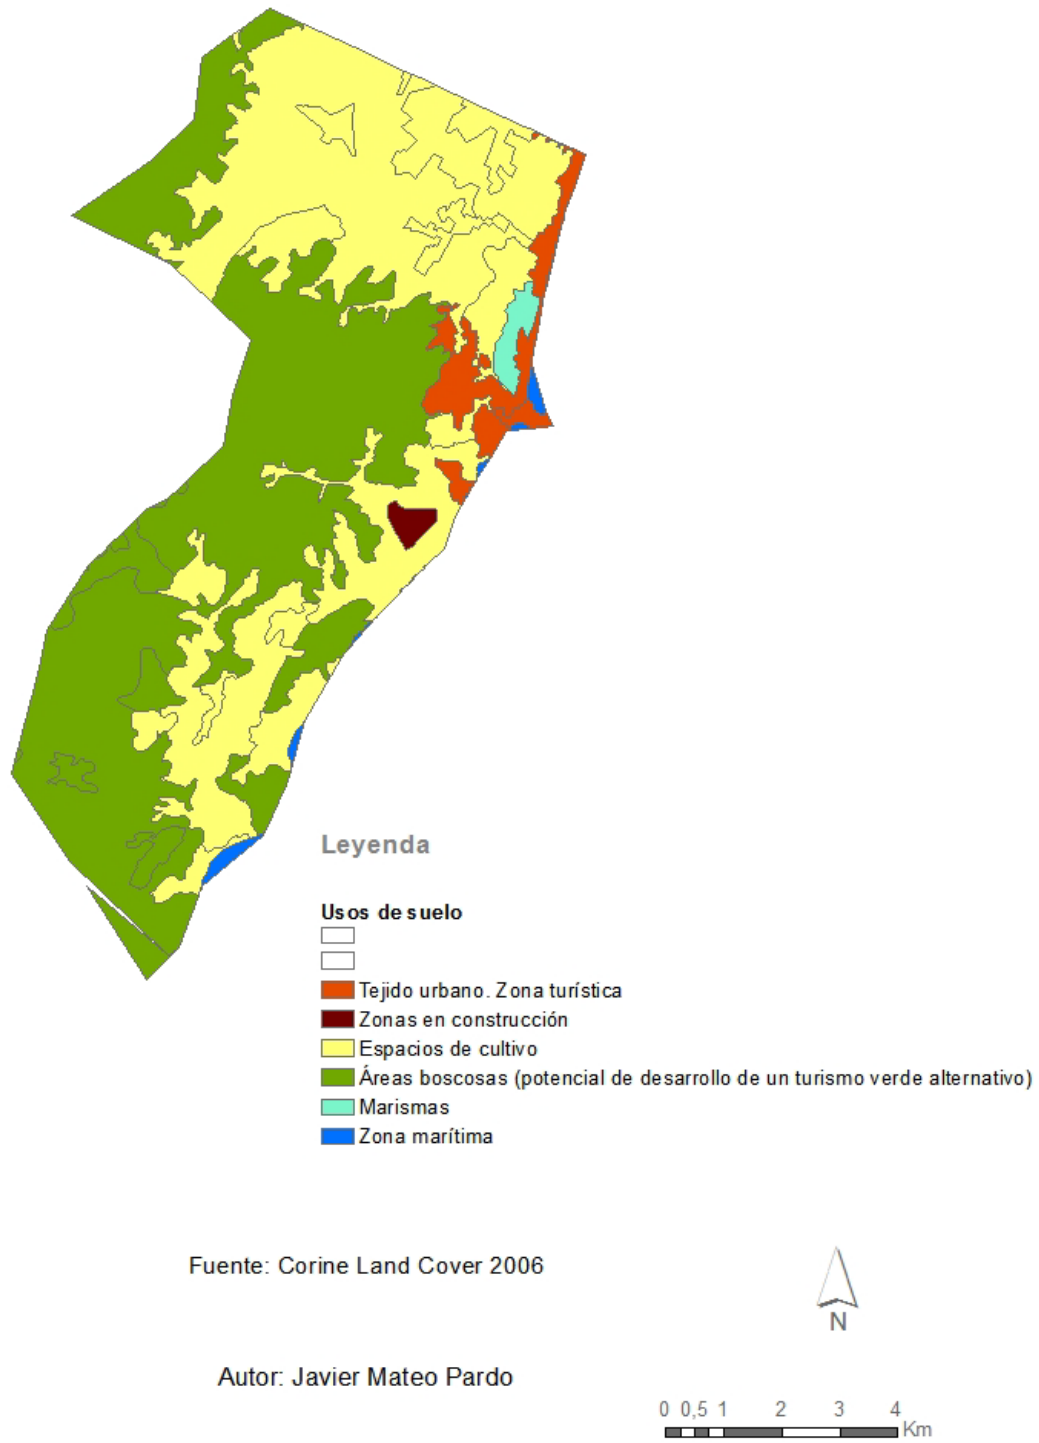 Leyenda
Usos de suelo
Tejido urbano. Zona turística
Zonas en construcción
Espacios de cultivo
Áreas boscosas (potencial de desarrollo de un turismo verde alternativo)
Marismas
Zona marítima
Fuente: Corine Land Cover 2006
N
Autor: Javier Mateo Pardo
0 0,5 1 2 3 4
Km